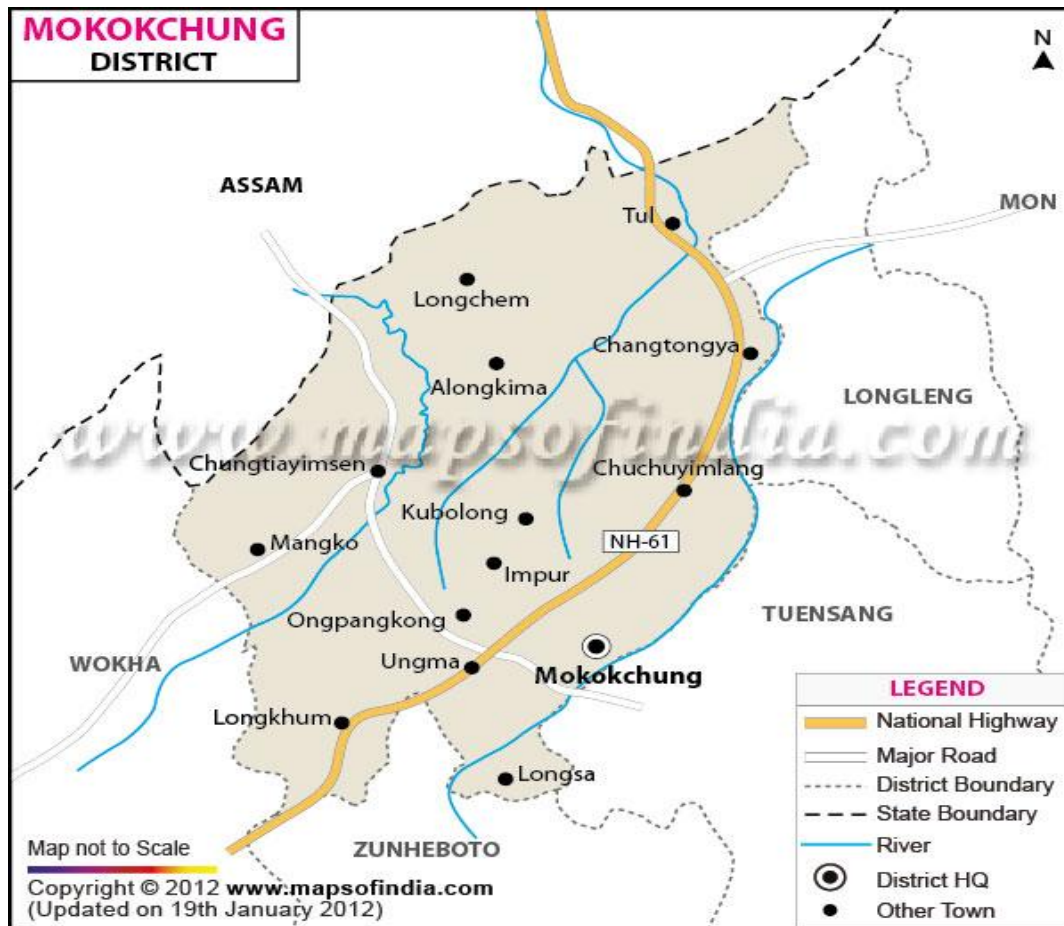 MOKOKCHUNG
DISTRICT
N
ASSAM
MON
Tul
Longchem
Changtongya
Alongkima
LONGLENG
www.mapsofindia.com
Chungtiayimsen
Chuchuyimlang
Kubolong
NH-61
Mangko
Impur
Ongpangkong
TUENSANG
WOKHA
Ungma
Mokokchung
Longkhum
Longsa
ZUNHEBOTO
LEGEND
National Highway
Major Road
District Boundary
State Boundary
River
District HQ
Other Town
Map not to Scale
Copyright © 2012 www.mapsofindia.com
(Updated on 19th January 2012)